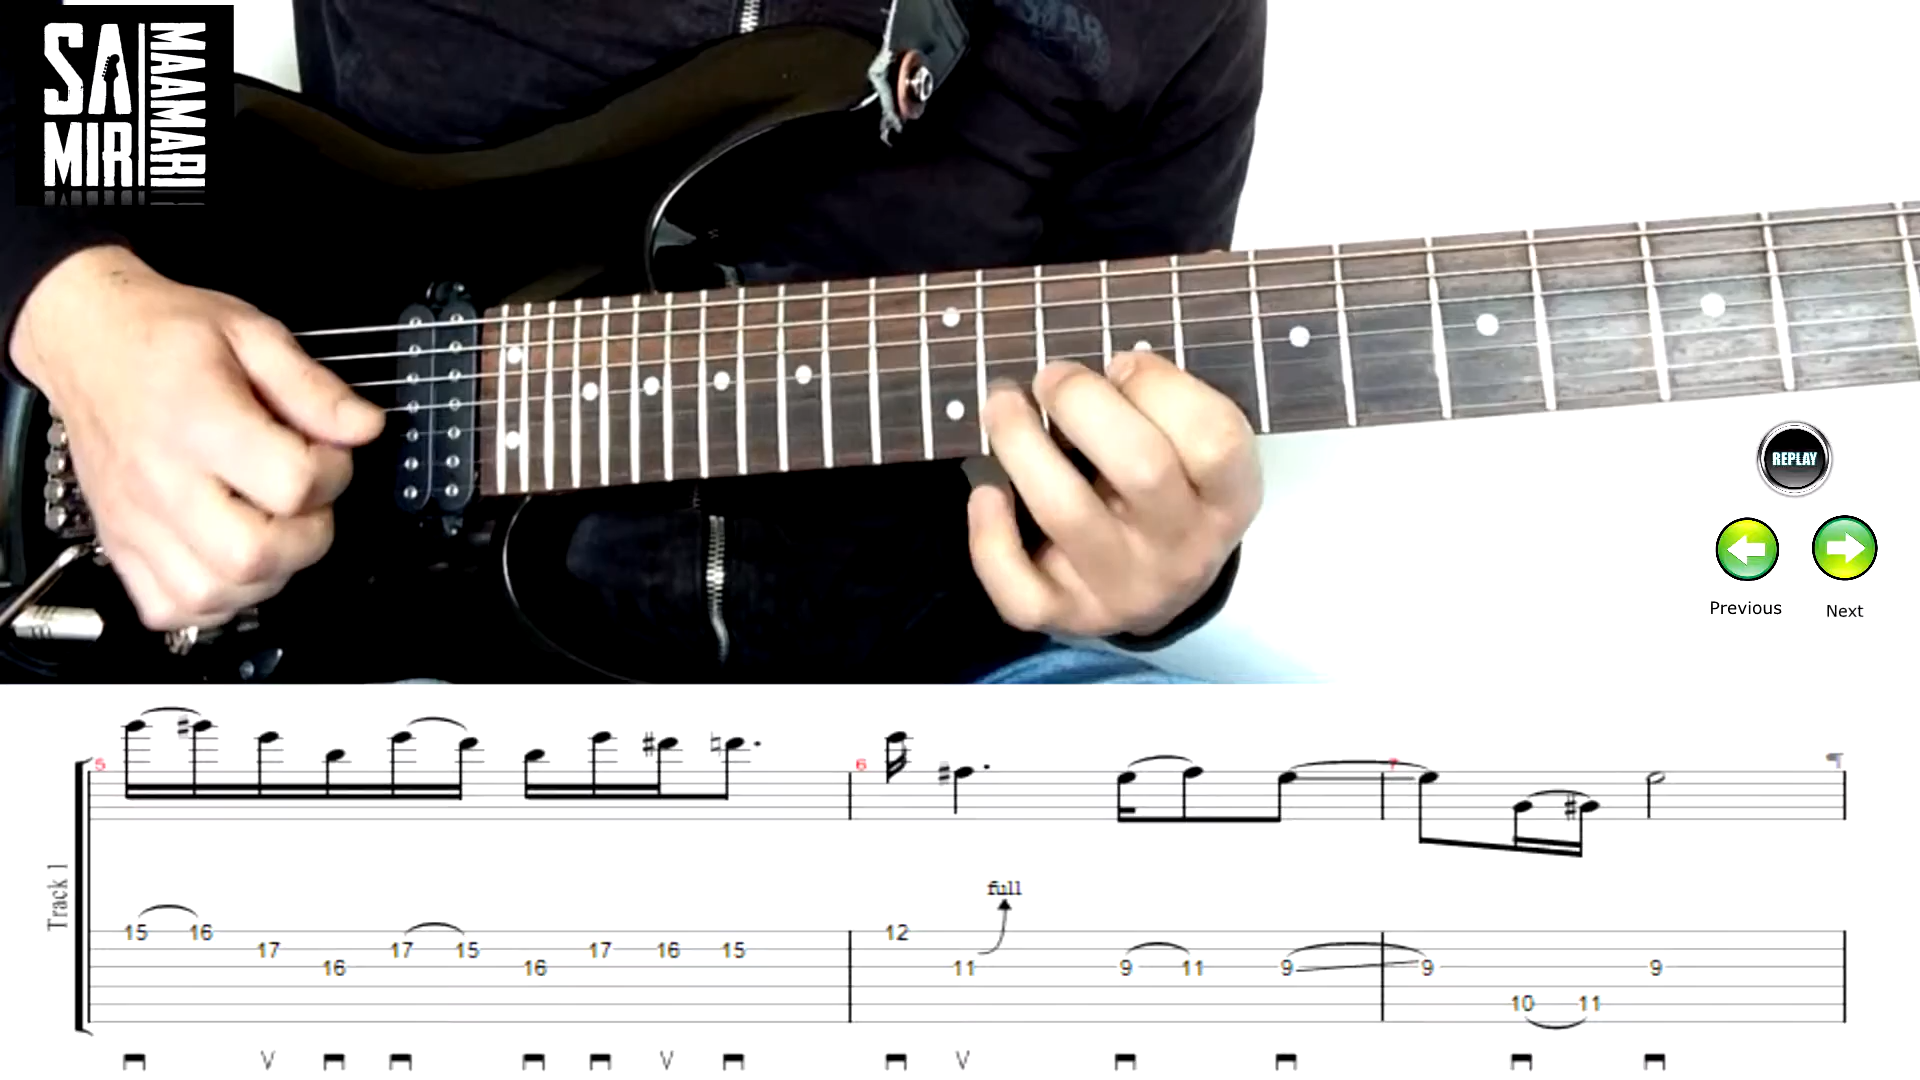 SA
MIR
MAAMARI
REPLAY
Previous
Next
5
6
7
Track 1
full
15 16 17 16 17 15 16 17 16 15 12 11 9 11 9 9 10 11 9
V V V